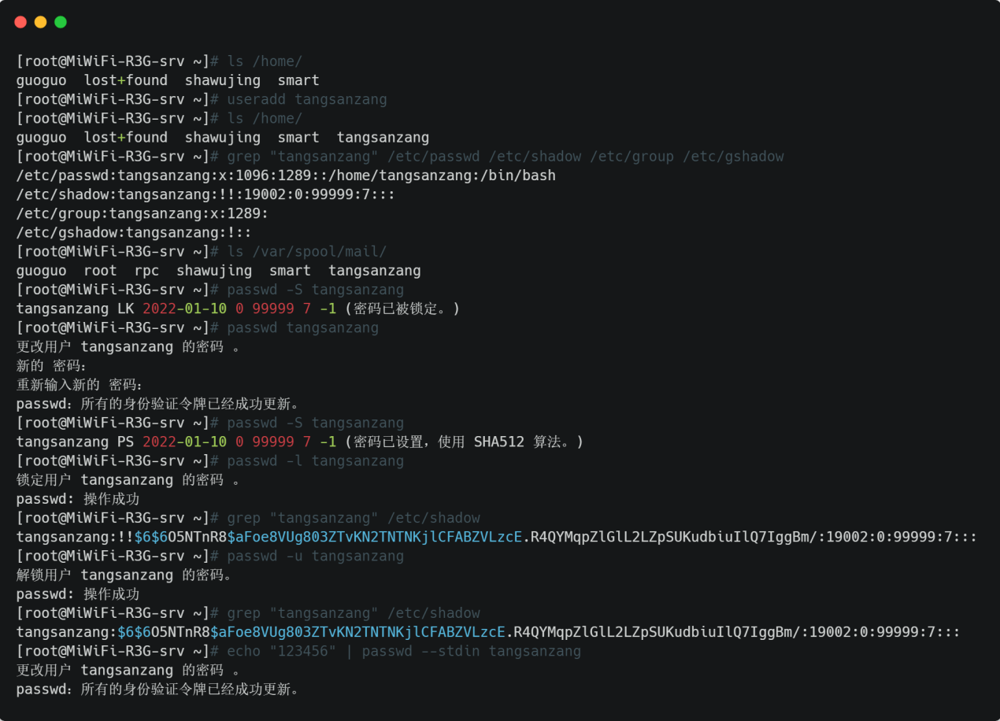 [root@MiWiFi-R3G-srv ~]# ls /home/
guoguo  lost+found  shawujing  smart
[root@MiWiFi-R3G-srv ~]# useradd tangsanzang
[root@MiWiFi-R3G-srv ~]# ls /home/
guoguo  lost+found  shawujing  smart  tangsanzang
[root@MiWiFi-R3G-srv ~]# grep "tangsanzang" /etc/passwd /etc/shadow /etc/group /etc/gshadow
/etc/passwd:tangsanzang:x:1096:1289::/home/tangsanzang:/bin/bash
/etc/shadow:tangsanzang:!!:19002:0:99999:7:::
/etc/group:tangsanzang:x:1289:
/etc/gshadow:tangsanzang:!::
[root@MiWiFi-R3G-srv ~]# ls /var/spool/mail/
guoguo  root  rpc  shawujing  smart  tangsanzang
[root@MiWiFi-R3G-srv ~]# passwd -S tangsanzang
tangsanzang LK 2022-01-10 0 99999 7 -1 (密码已被锁定。)
[root@MiWiFi-R3G-srv ~]# passwd tangsanzang
更改用户 tangsanzang 的密码 。
新的 密码：
重新输入新的 密码：
passwd：所有的身份验证令牌已经成功更新。
[root@MiWiFi-R3G-srv ~]# passwd -S tangsanzang
tangsanzang PS 2022-01-10 0 99999 7 -1 (密码已设置，使用 SHA512 算法。)
[root@MiWiFi-R3G-srv ~]# passwd -l tangsanzang
锁定用户 tangsanzang 的密码 。
passwd: 操作成功
[root@MiWiFi-R3G-srv ~]# grep "tangsanzang" /etc/shadow
tangsanzang:!!$6$6O5NTnR8$aFoe8VUg803ZTvKN2TNTNKjlCFABZVLzcE.R4QYMqpZlGlL2LZpSUKudbiuIlQ7IggBm/:19002:0:99999:7:::
[root@MiWiFi-R3G-srv ~]# passwd -u tangsanzang
解锁用户 tangsanzang 的密码。
passwd: 操作成功
[root@MiWiFi-R3G-srv ~]# grep "tangsanzang" /etc/shadow
tangsanzang:$6$6O5NTnR8$aFoe8VUg803ZTvKN2TNTNKjlCFABZVLzcE.R4QYMqpZlGlL2LZpSUKudbiuIlQ7IggBm/:19002:0:99999:7:::
[root@MiWiFi-R3G-srv ~]# echo "123456" | passwd --stdin tangsanzang
更改用户 tangsanzang 的密码 。
passwd：所有的身份验证令牌已经成功更新。